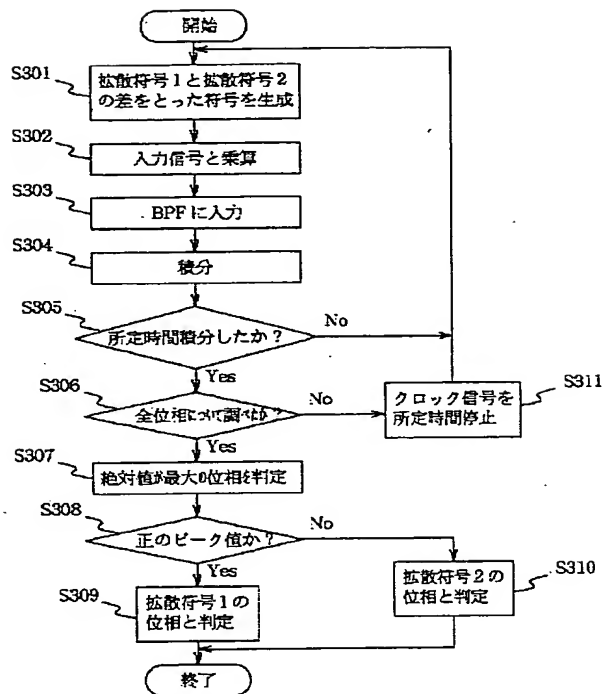 開始
S301
拡散符号1と拡散符号2
の差をとった符号を生成
S302
入力信号と乗算
S303
BPFに入力
S304
積分
S305
所定時間積分したか?
No
Yes
S306
全位相について調べたか?
No
クロック信号を
所定時間停止
S311
Yes
S307
絶対値が最大の位相を判定
S308
正のピーク値か?
No
Yes
S309
拡散符号1の
位相と判定
拡散符号2の
位相と判定
S310
終了